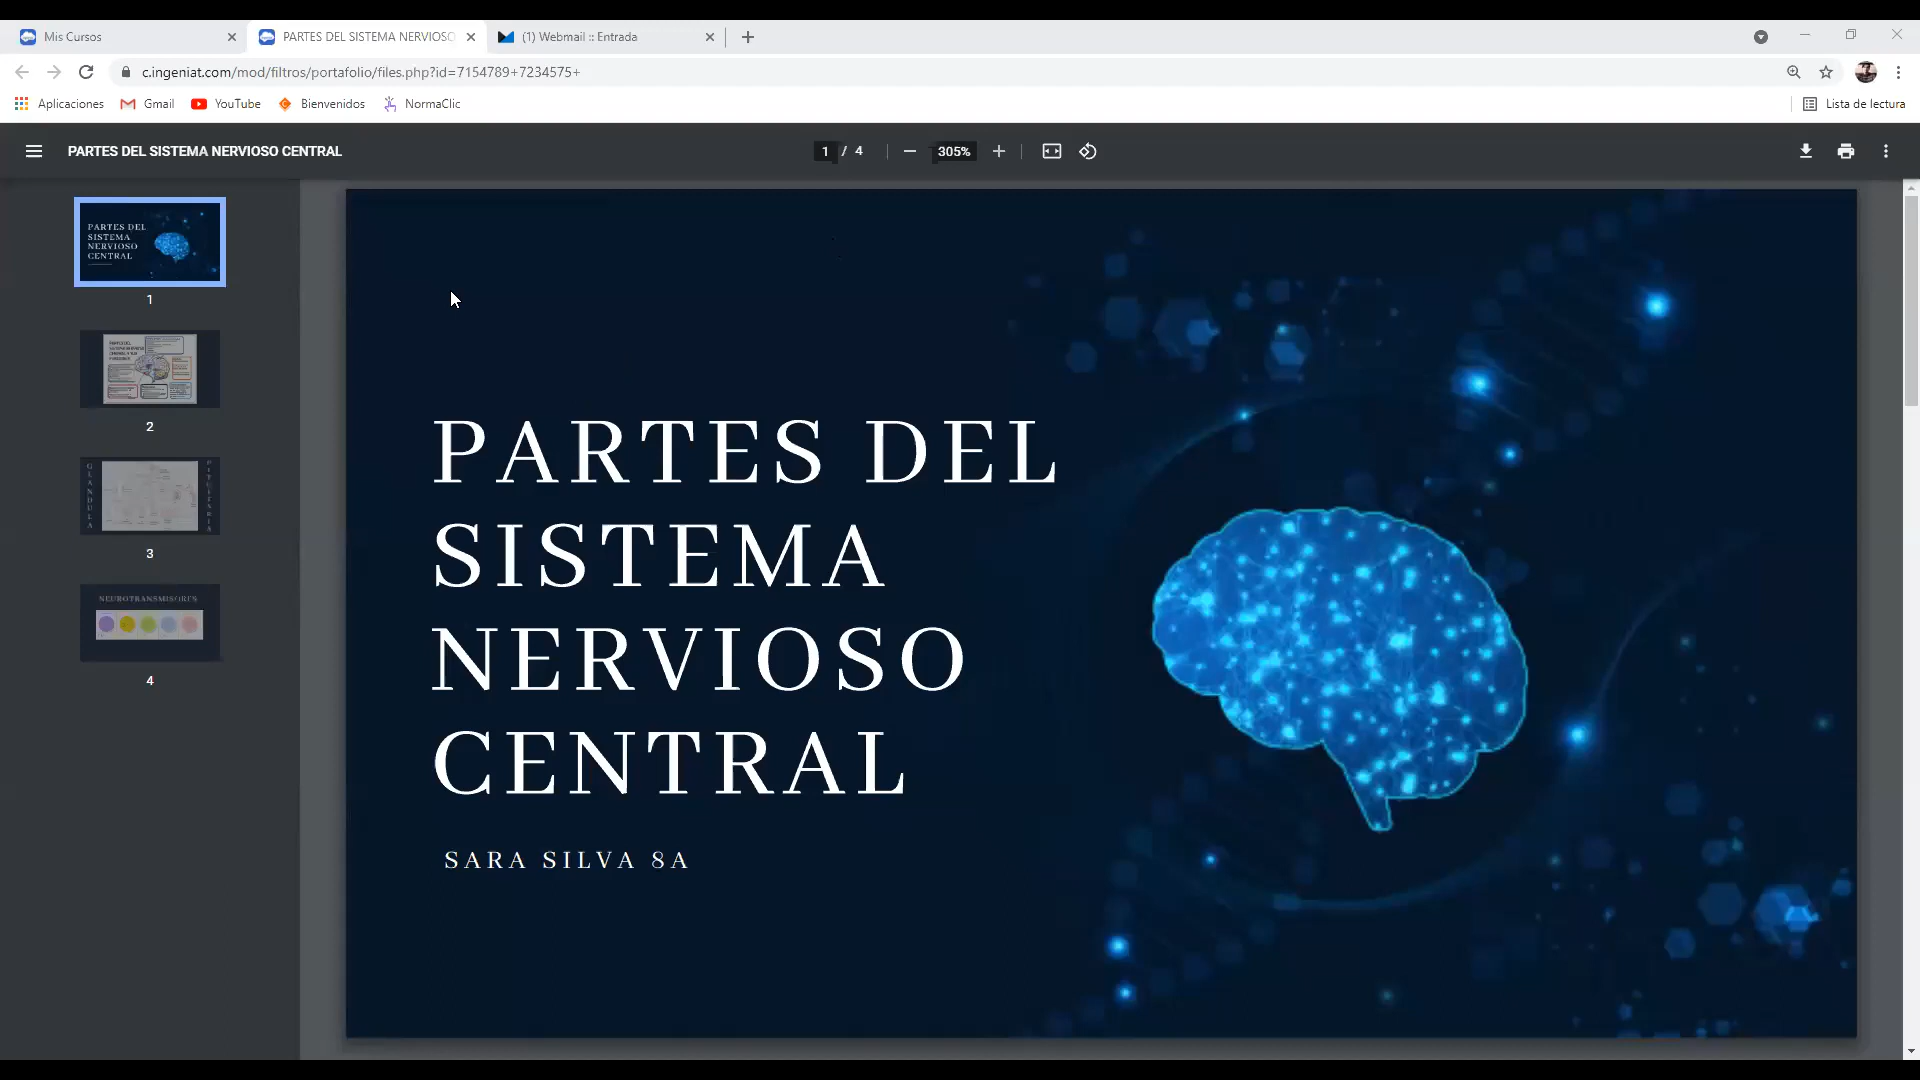 Mis Cursos
PARTES DEL SISTEMA NERVIOSO
(1) Webmail :: Entrada
c.ingeniat.com/mod/filtros/portafolio/files.php?id=7154789+7234575+
Aplicaciones
Gmail
YouTube
Bienvenidos
NormaClic
Lista de lectura
PARTES DEL SISTEMA NERVIOSO CENTRAL
1 / 4
305%
PARTES DEL
SISTEMA
NERVIOSO
CENTRAL
1
2
GLANDULA
3
NEUROTRANSMISORES
4
PARTES DEL
SISTEMA
NERVIOSO
CENTRAL
SARA SILVA 8A